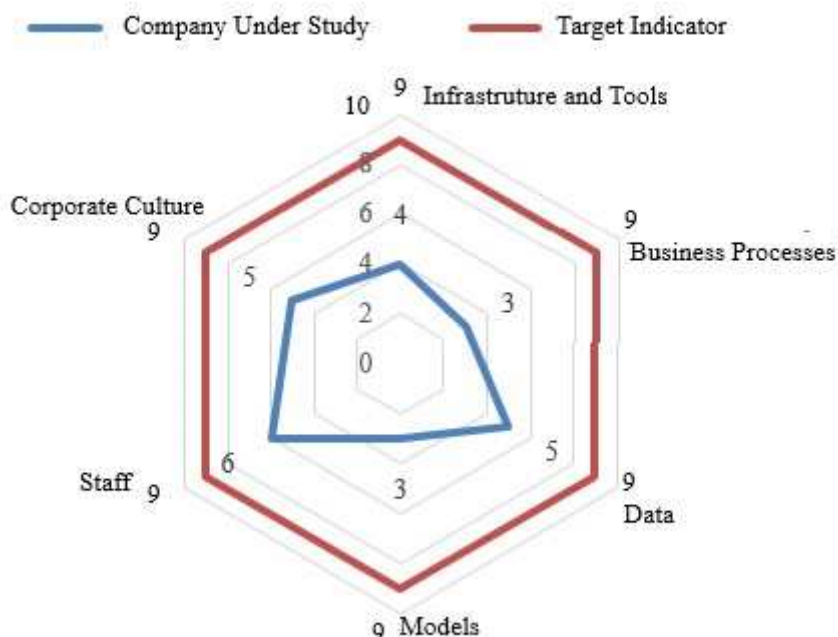 Company Under Study Target Indicator
9
10 Infrastruture and Tools
8
6 4
Corporate Culture
9
9
Business Processes
5 4 3
2
0
6 5
Staff 9
9
Data
3
9 Models